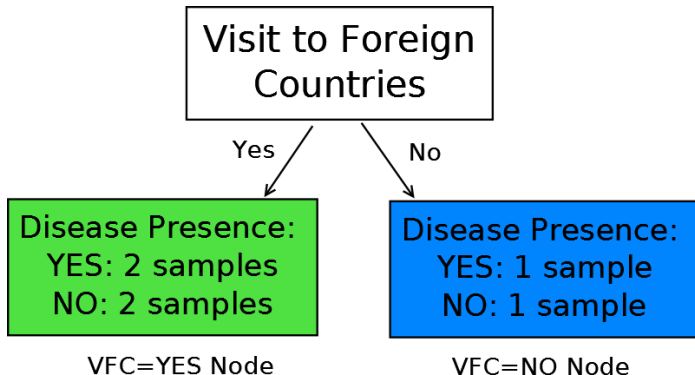 Visit to Foreign
Countries
Yes
No
Disease Presence:
YES: 2 samples
NO: 2 samples
Disease Presence:
YES: 1 sample
NO: 1 sample
VFC=YES Node
VFC=NO Node